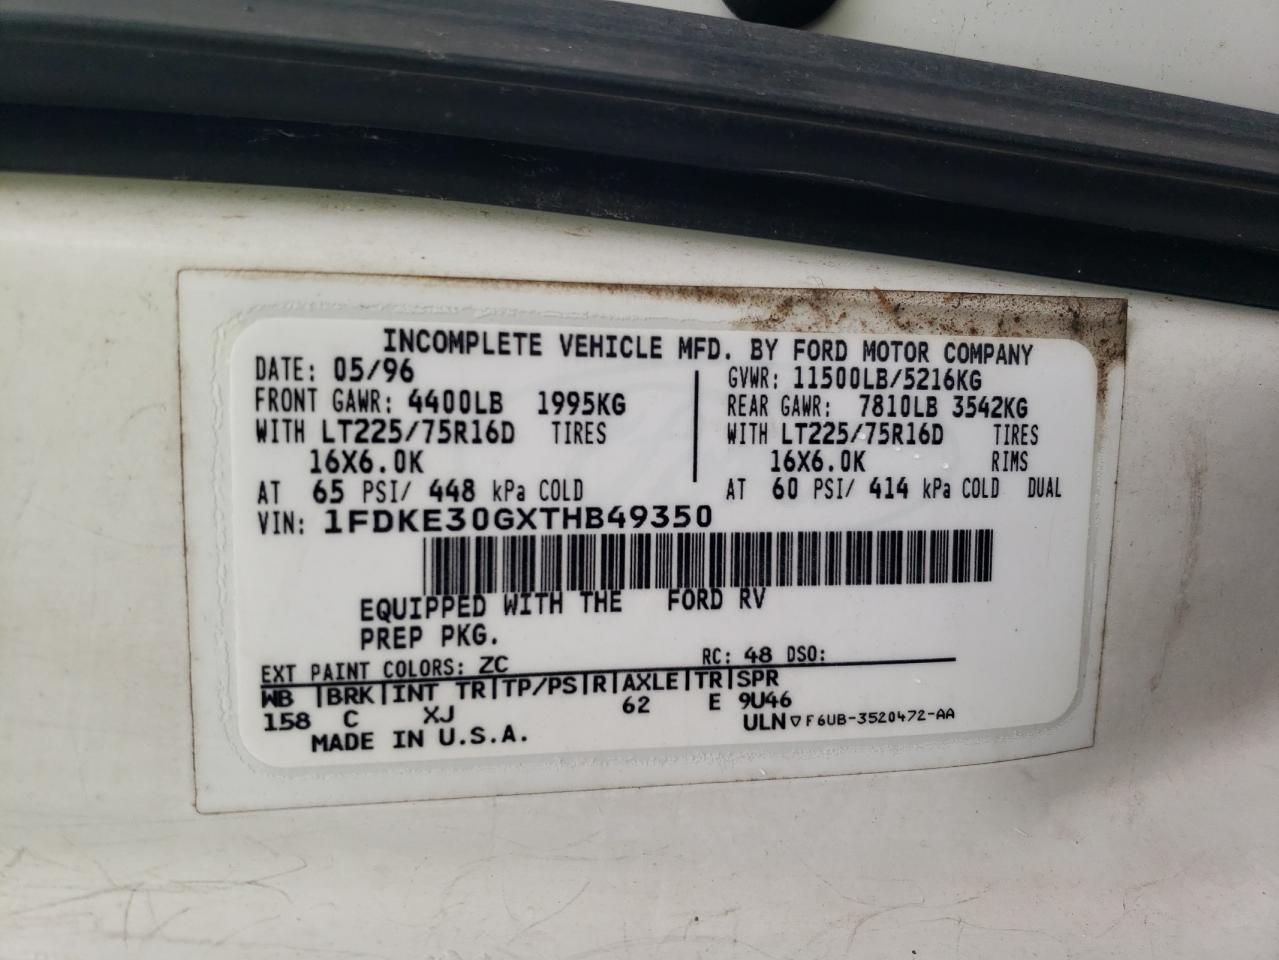 INCOMPLETE VEHICLE MFD. BY FORD MOTOR COMPANY
DATE: 05/96 GVWR: 11500LB/5216KG
FRONT GAWR: 4400LB 1995KG REAR GAWR: 7810LB 3542KG
WITH LT225/75R16D TIRES WITH LT225/75R16D TIRES
16X6.0K 16X6.0K RIMS
AT 65 PSI/ 448 kPa COLD AT 60 PSI/ 414 kPa COLD DUAL
VIN: 1FDKE30GXTHB49350
EQUIPPED WITH THE FORD RV
PREP PKG.
EXT PAINT COLORS: ZC RC: 48 DSO:
WB |BRK|INT TR|TP/PS|R|AXLE|TR|SPR
158 C XJ 62 E 9U46
MADE IN U.S.A. ULN ▽ F6UB-3520472-AA